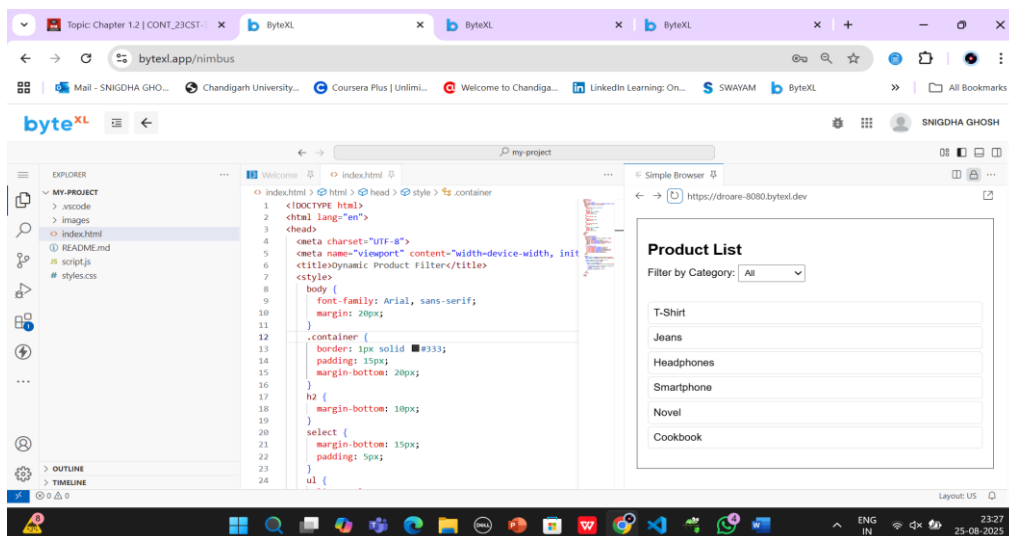 Topic: Chapter 1.2 | CONT_23CST-
ByteXL
ByteXL
ByteXL
bytexl.app/nimbus
Mail - SNIGDHA GHO...
Chandigarh University...
Coursera Plus | Unlimi...
Welcome to Chandiga...
LinkedIn Learning: On...
SWAYAM
ByteXL
All Bookmarks
byteXL
SNIGDHA GHOSH
my-project
EXPLORER
MY-PROJECT
.vscode
images
index.html
README.md
script.js
styles.css
OUTLINE
TIMELINE
Welcome
index.html
index.html > html > head > style > .container
1 <!DOCTYPE html>
2 <html lang="en">
3 <head>
4 <meta charset="UTF-8">
5 <meta name="viewport" content="width=device-width, init
6 <title>Dynamic Product Filter</title>
7 <style>
8 body {
9 font-family: Arial, sans-serif;
10 margin: 20px;
11 }
12 .container {
13 border: 1px solid #333;
14 padding: 15px;
15 margin-bottom: 20px;
16 }
17 h2 {
18 margin-bottom: 10px;
19 }
20 select {
21 margin-bottom: 15px;
22 padding: 5px;
23 }
24 ul {
Simple Browser
https://droare-8080.bytexl.dev
Product List
Filter by Category: All
T-Shirt
Jeans
Headphones
Smartphone
Novel
Cookbook
0 0
Layout: US
8
4
ENG
IN
23:27
25-08-2025